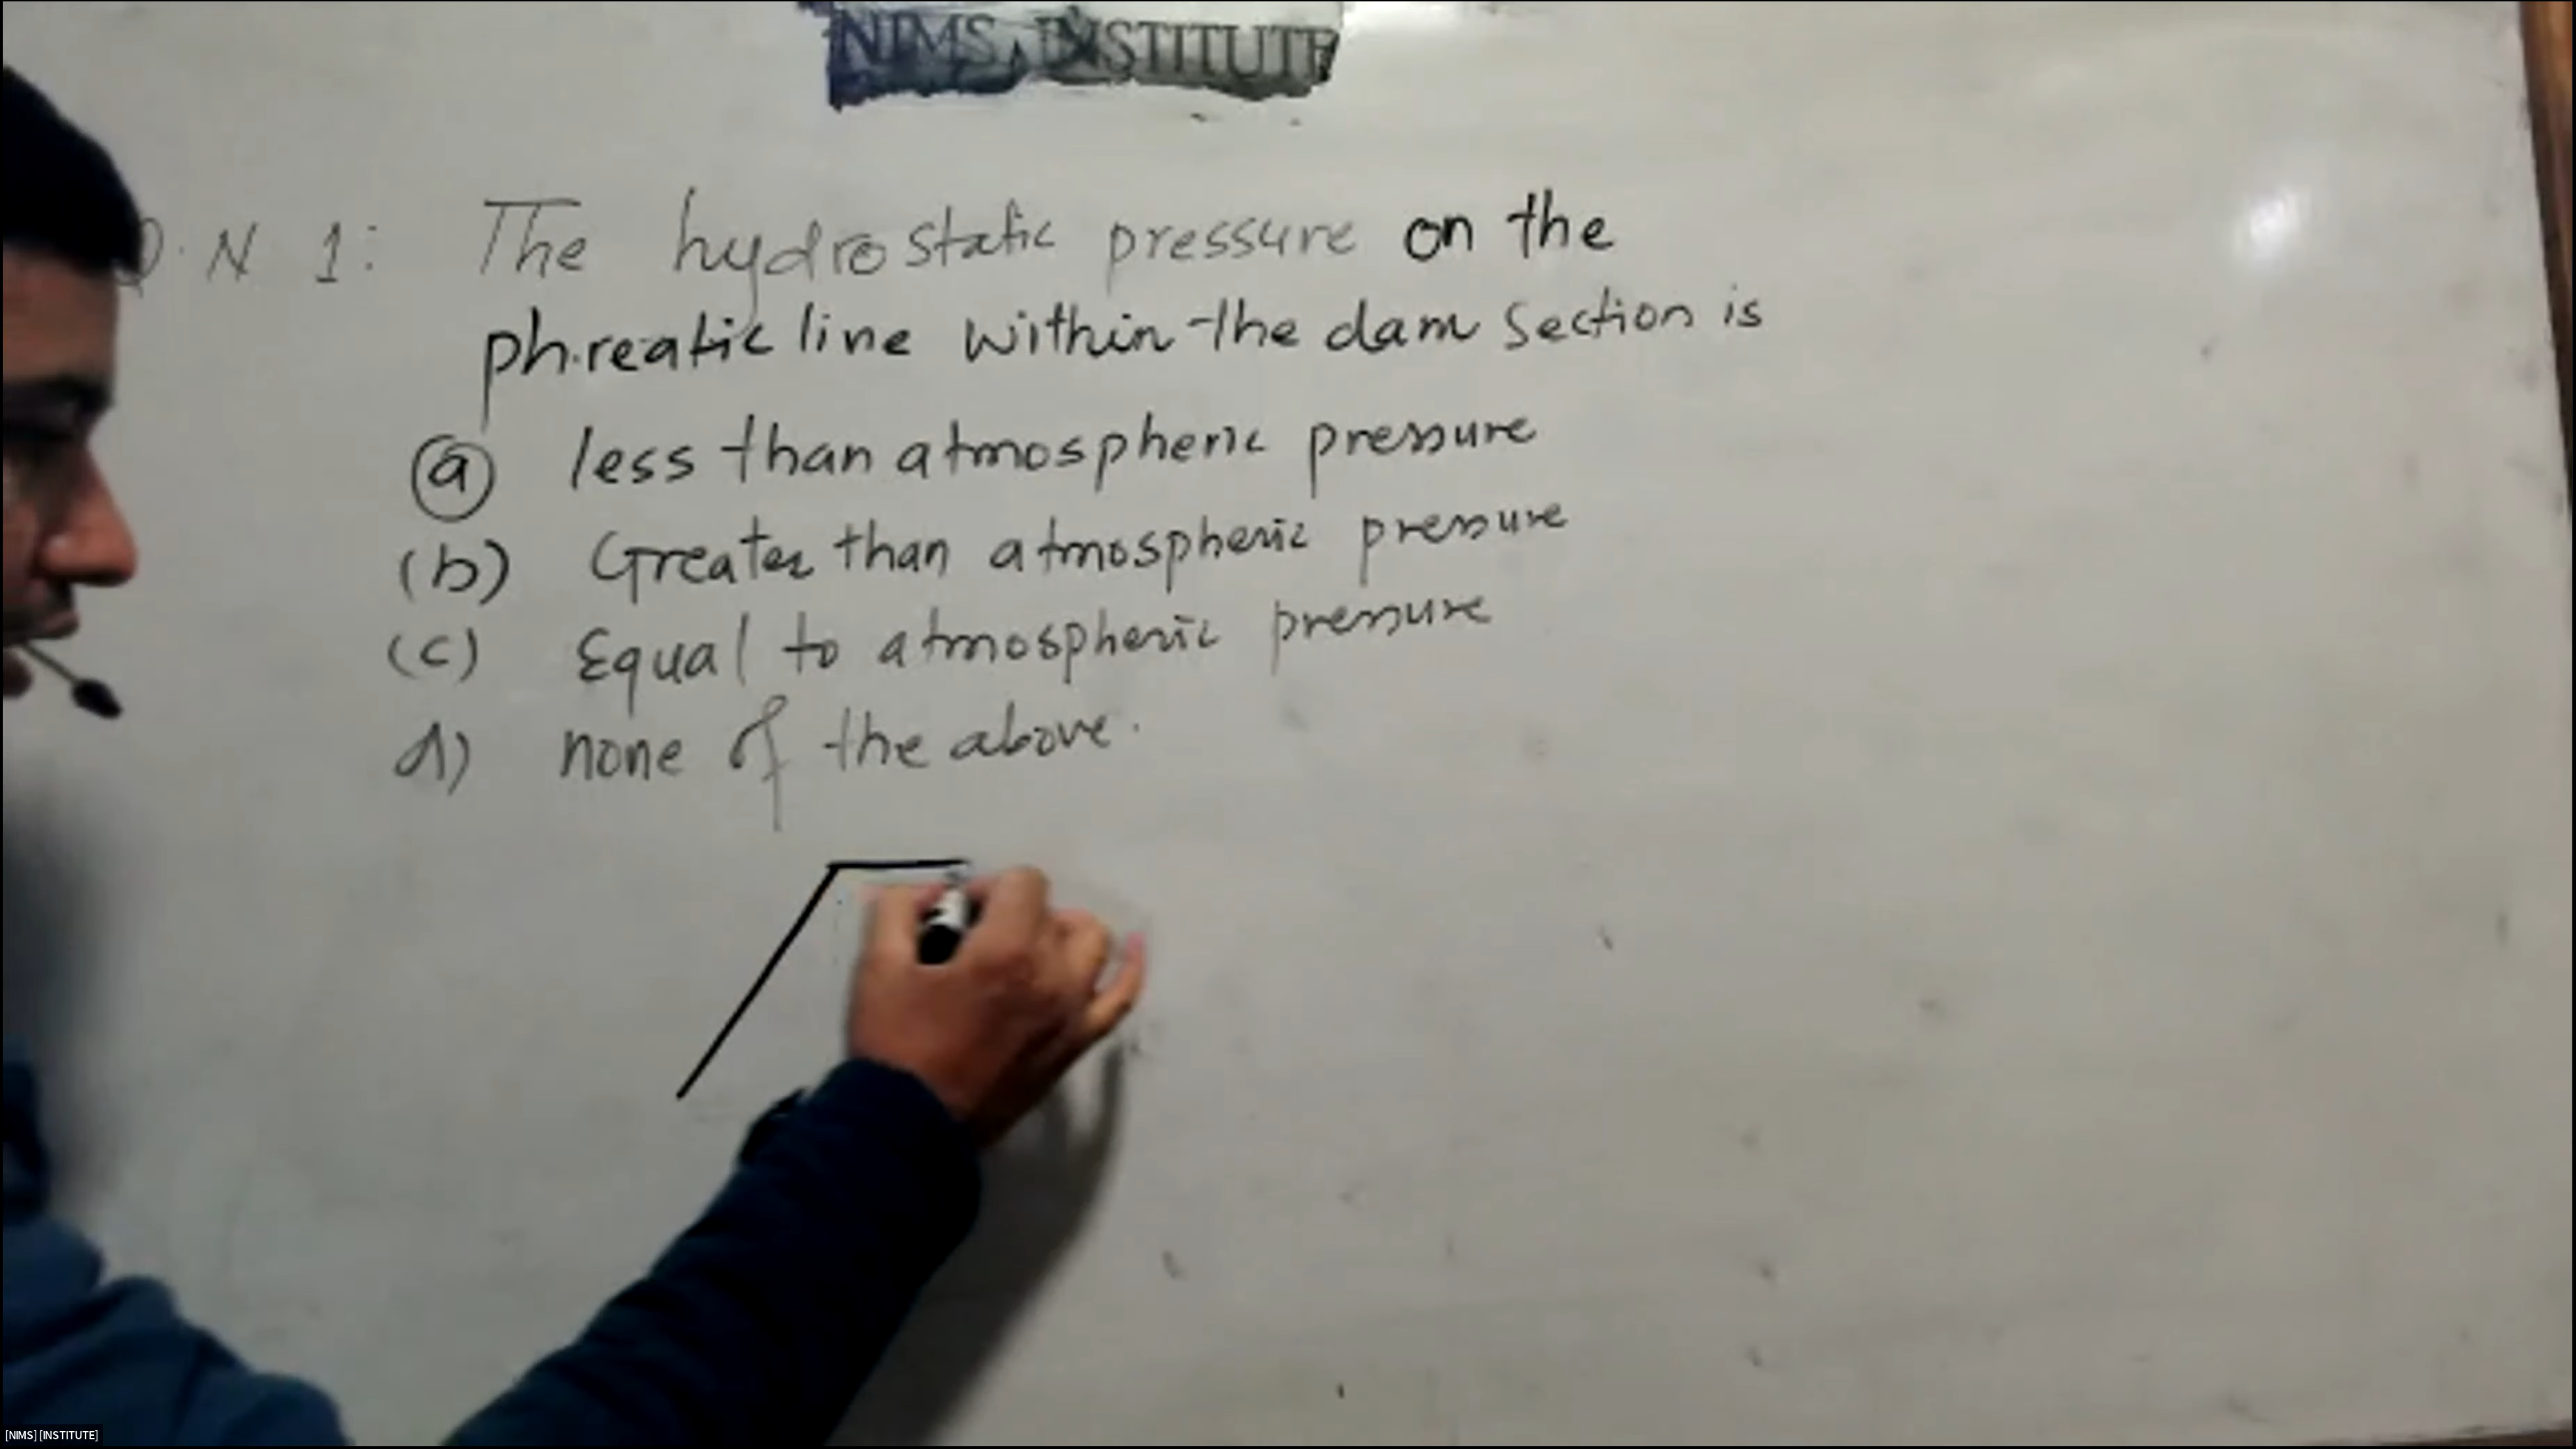 NIMS INSTITUTE
Q.N 1: The hydrostatic pressure on the
phreatic line within the dam section is
(a) less than atmospheric pressure
(b) Greater than atmospheric pressure
(c) Equal to atmospheric pressure
d) none of the above.
[NIMS] [INSTITUTE]